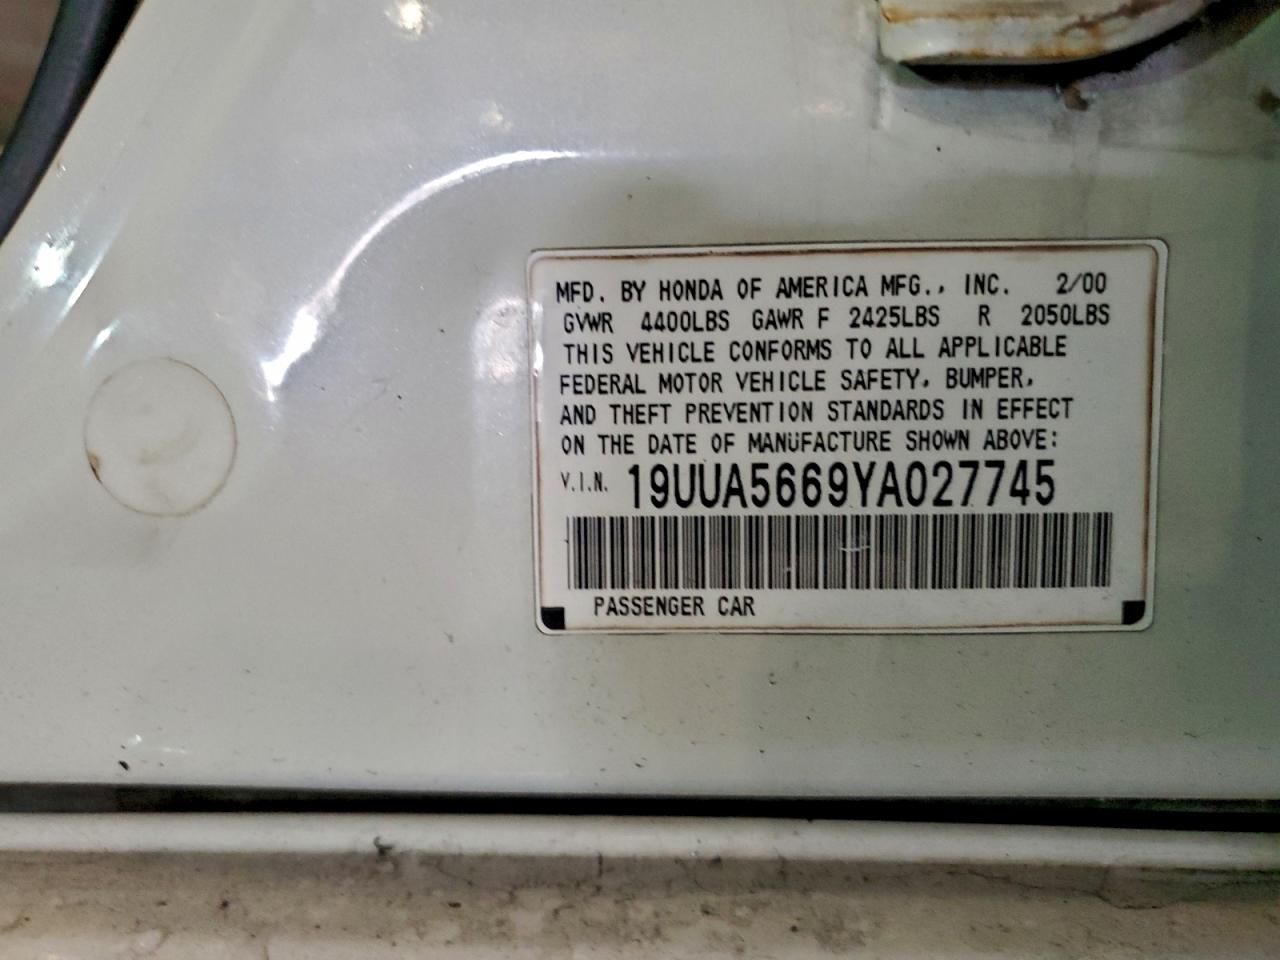 MFD. BY HONDA OF AMERICA MFG., INC. 2/00
GVWR 4400LBS GAWR F 2425LBS R 2050LBS
THIS VEHICLE CONFORMS TO ALL APPLICABLE
FEDERAL MOTOR VEHICLE SAFETY, BUMPER,
AND THEFT PREVENTION STANDARDS IN EFFECT
ON THE DATE OF MANUFACTURE SHOWN ABOVE:
V.I.N. 19UUA5669YA027745
PASSENGER CAR